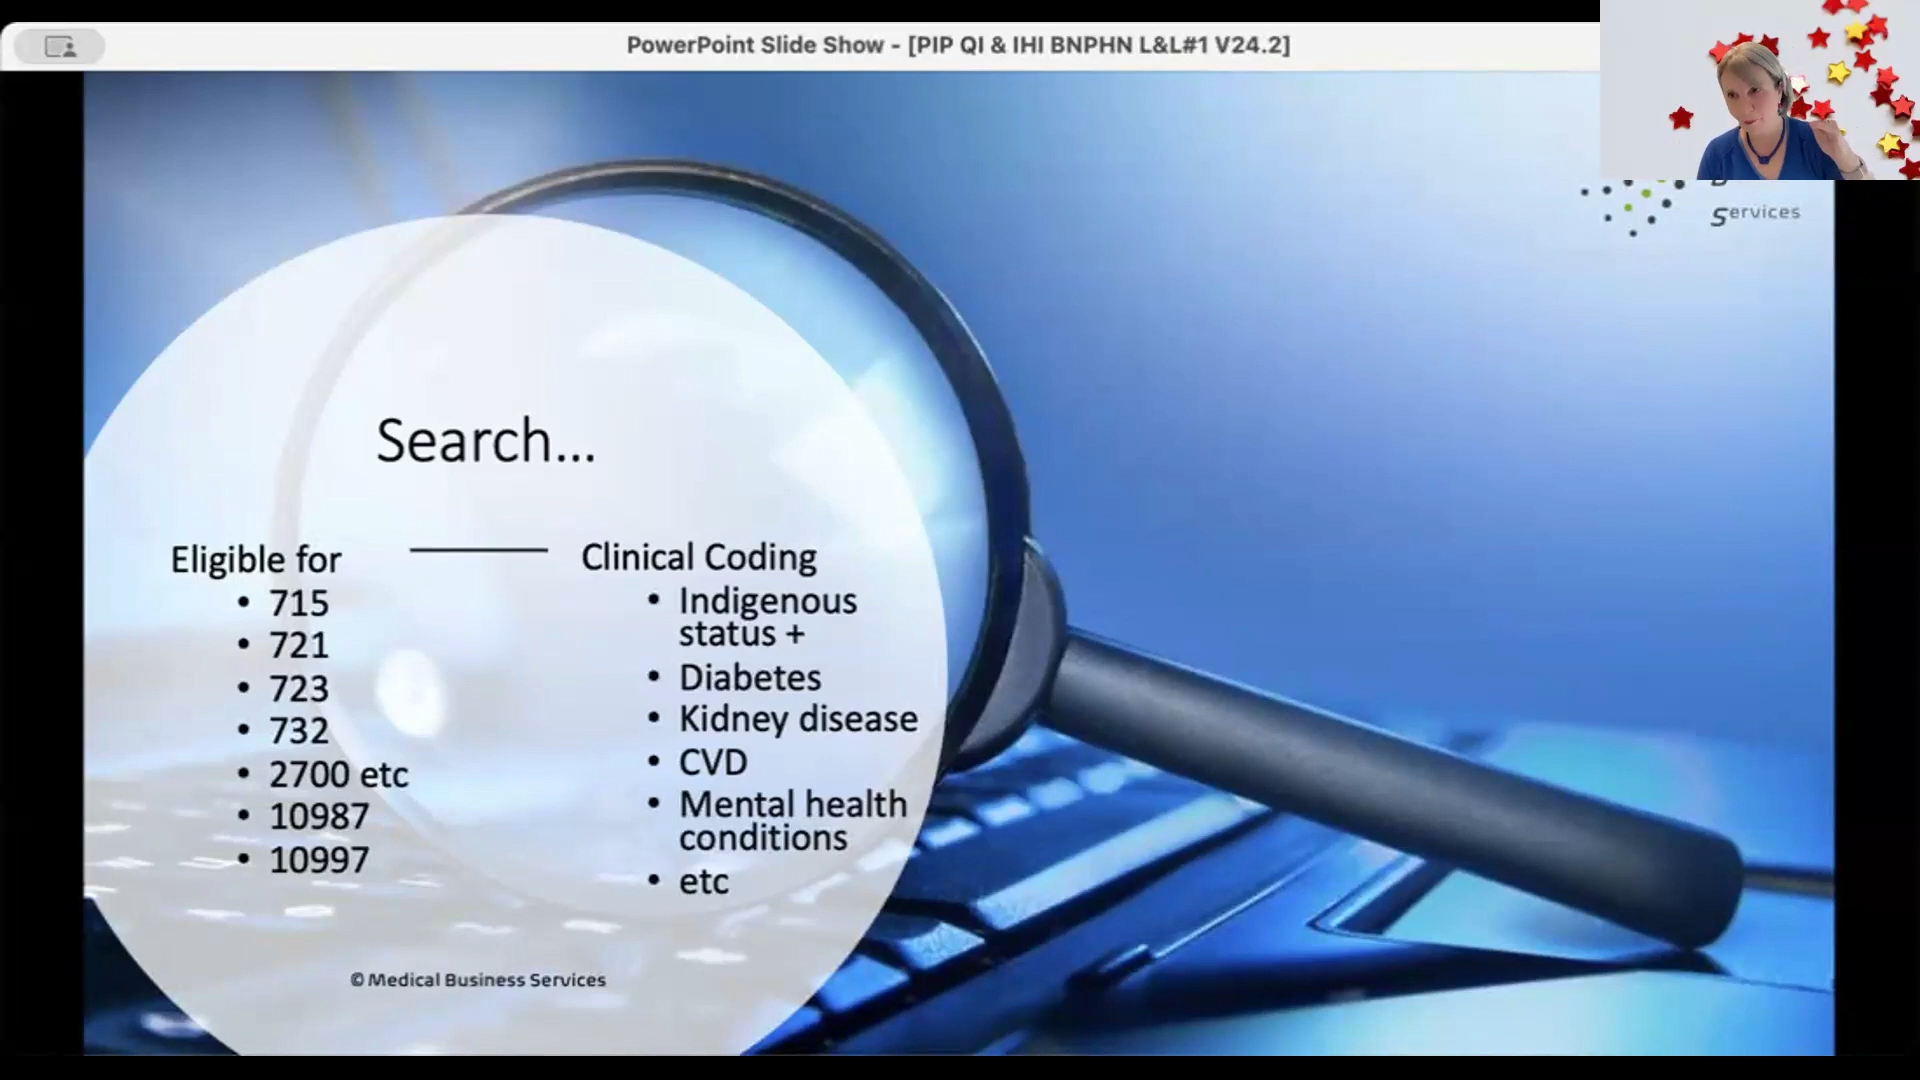 PowerPoint Slide Show - [PIP QI & IHI BNPHN L&L#1 V24.2]
Services
Search...
Eligible for
• 715
• 721
• 723
• 732
• 2700 etc
• 10987
• 10997
Clinical Coding
• Indigenous
status +
• Diabetes
• Kidney disease
• CVD
• Mental health
conditions
• etc
© Medical Business Services